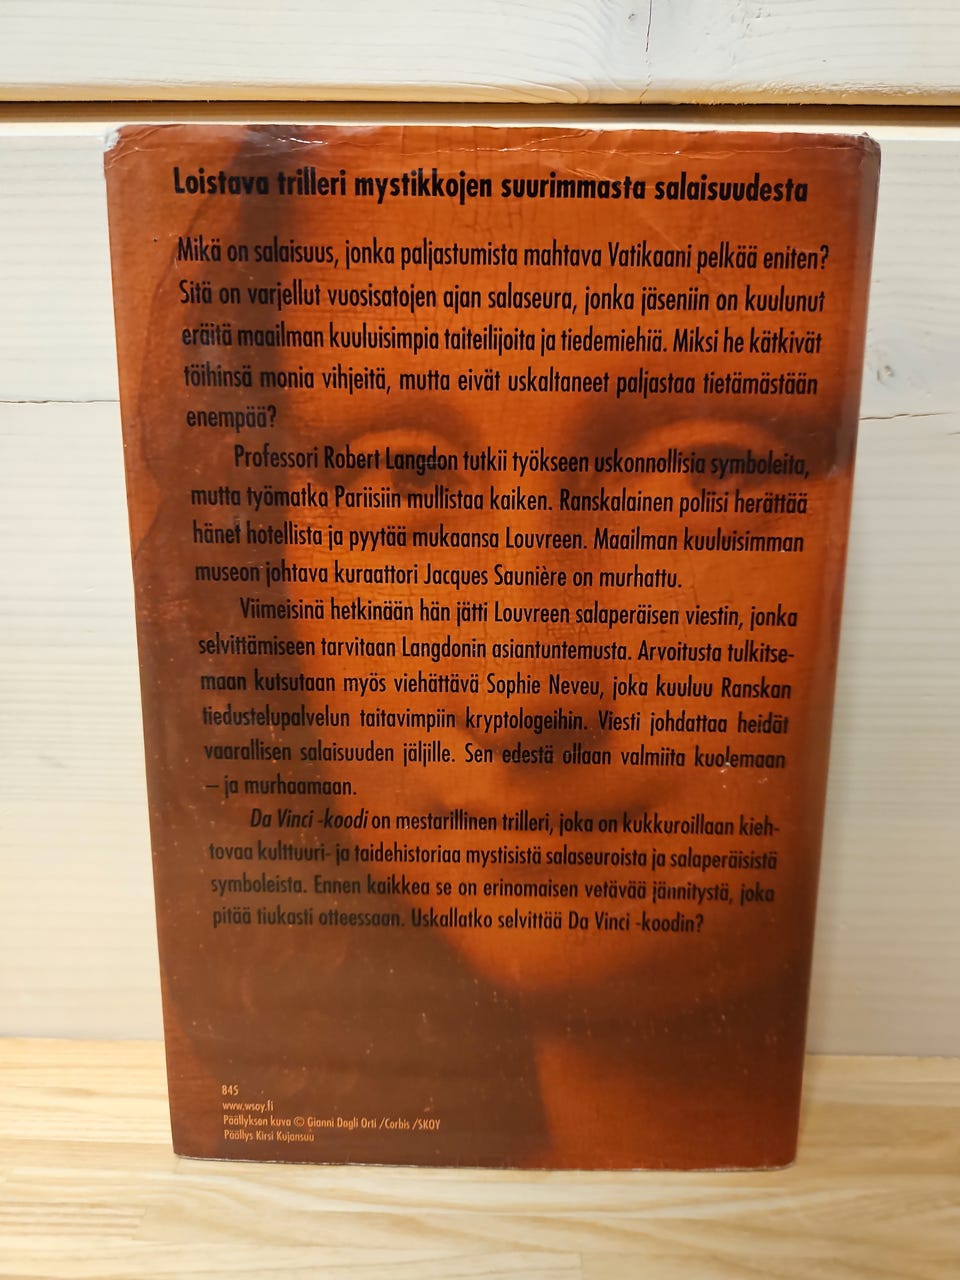 Loistava trilleri mystikkojen suurimmasta salaisuudesta
Mikä on salaisuus, jonka paljastumista mahtava Vatikaani pelkää eniten?
Sitä on varjellut vuosisatojen ajan salaseura, jonka jäseniin on kuulunut
eräitä maailman kuuluisimpia taiteilijoita ja tiedemiehiä. Miksi he kätkivät
töihinsä monia vihjeitä, mutta eivät uskaltaneet paljastaa tietämästään
enempää?
Professori Robert Langdon tutkii työkseen uskonnollisia symboleita,
mutta työmatka Pariisiin mullistaa kaiken. Ranskalainen poliisi herättää
hänet hotellista ja pyytää mukaansa Louvreen. Maailman kuuluisimman
museon johtava kuraattori Jacques Saunière on murhattu.
Viimeisinä hetkinään hän jätti Louvreen salaperäisen viestin, jonka
selvittämiseen tarvitaan Langdonin asiantuntemusta. Arvoitusta tulkitse-
maan kutsutaan myös viehättävä Sophie Neveu, joka kuuluu Ranskan
tiedustelupalvelun taitavimpiin kryptologeihin. Viesti johdattaa heidät
vaarallisen salaisuuden jäljille. Sen edestä ollaan valmiita kuolemaan
– ja murhaamaan.
Da Vinci -koodi on mestarillinen trilleri, joka on kukkuroillaan kieh-
tovaa kulttuuri- ja taidehistoriaa mystisistä salaseuroista ja salaperäisistä
symboleista. Ennen kaikkea se on erinomaisen vetävää jännitystä, joka
pitää tiukasti otteessaan. Uskallatko selvittää Da Vinci -koodin?
845
www.wsoy.fi
Päällyksen kuva © Gianni Dagli Orti /Corbis /SKOY
Päällys Kirsi Kujansuu